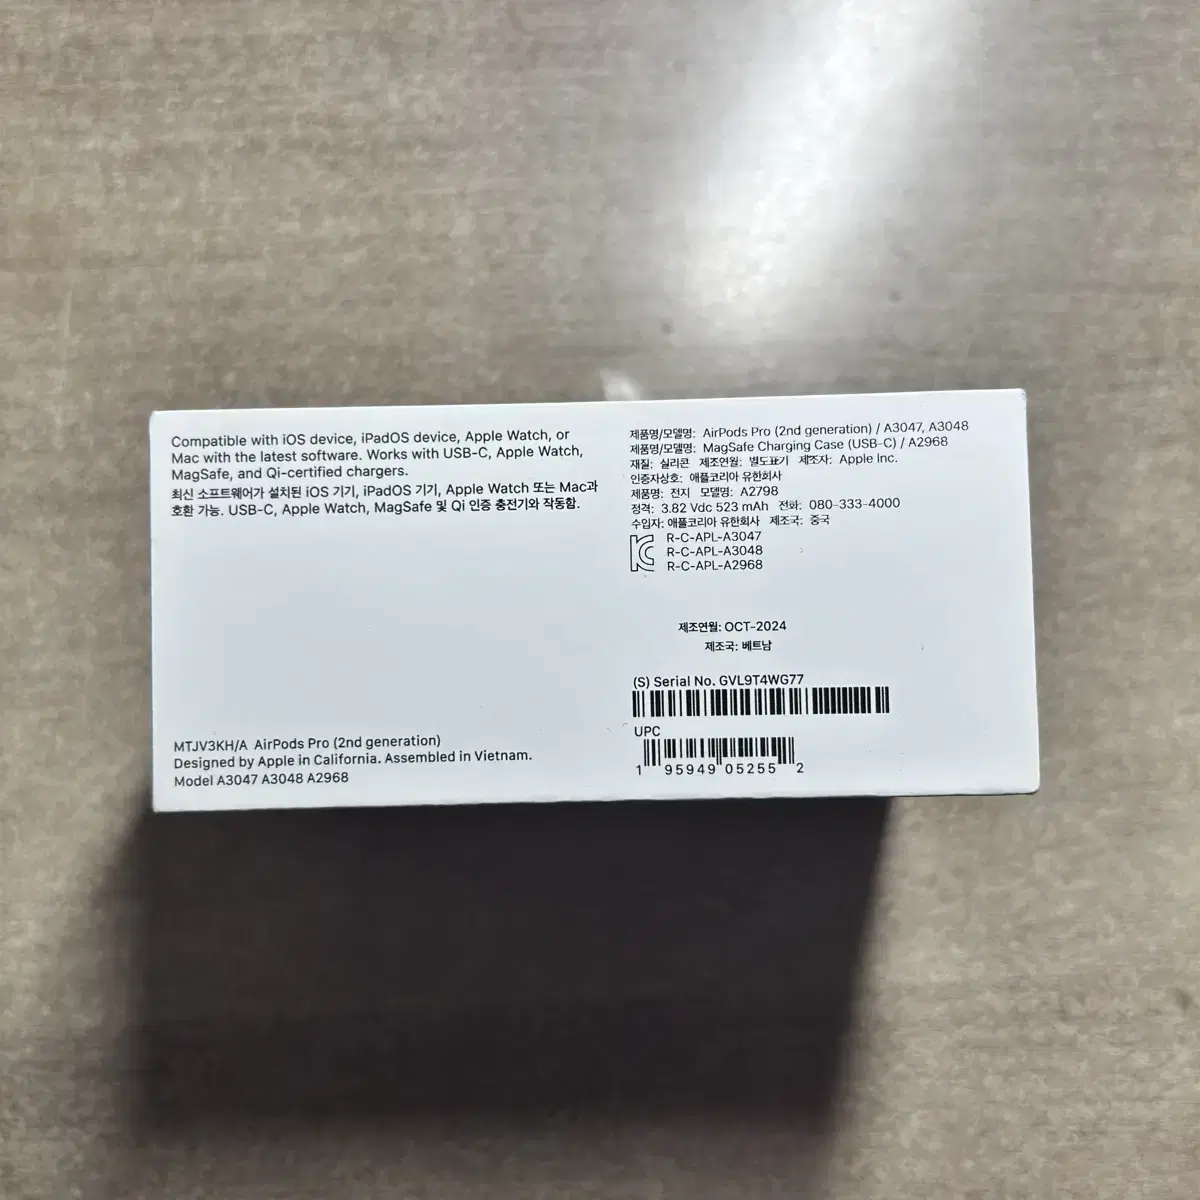 Compatible with iOS device, iPadOS device, Apple Watch, or
Mac with the latest software. Works with USB-C, Apple Watch,
MagSafe, and Qi-certified chargers.
최신 소프트웨어가 설치된 iOS 기기, iPadOS 기기, Apple Watch 또는 Mac과
호환 가능. USB-C, Apple Watch, MagSafe 및 Qi 인증 충전기와 작동함.
MTJV3KH/A AirPods Pro (2nd generation)
Designed by Apple in California. Assembled in Vietnam.
Model A3047 A3048 A2968
제품명/모델명: AirPods Pro (2nd generation) / A3047, A3048
제품명/모델명: MagSafe Charging Case (USB-C) / A2968
재질: 실리콘 제조연월: 별도표기 제조자: Apple Inc.
인증자상호: 애플코리아 유한회사
제품명: 전지 모델명: A2798
정격: 3.82 Vdc 523 mAh 전화: 080-333-4000
수입자: 애플코리아 유한회사 제조국: 중국
R-C-APL-A3047
R-C-APL-A3048
R-C-APL-A2968
제조연월: OCT-2024
제조국: 베트남
(S) Serial No. GVL9T4WG77
UPC
1 95949 05255 2